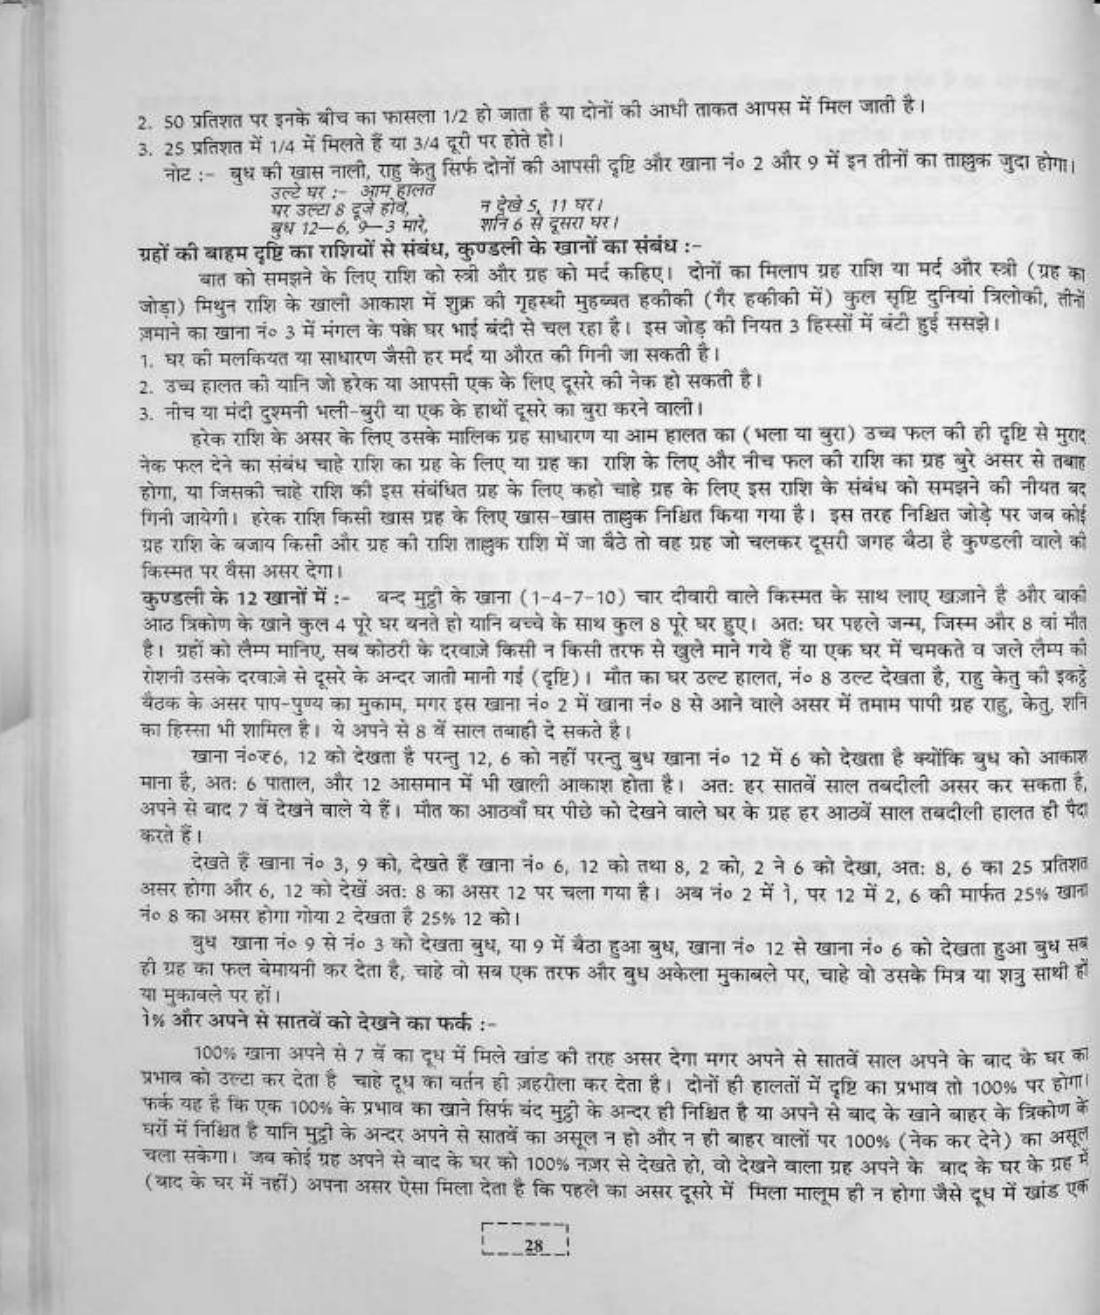 2. 50 प्रतिशत पर इनके बीच का फासला 1/2 हो जाता है या दोनों की आधी ताकत आपस में मिल जाती है।
3. 25 प्रतिशत में 1/4 में मिलते हैं या 3/4 दूरी पर होते हो।
नोट :- बुध की खास नाली, राहु केतु सिर्फ दोनों की आपसी दृष्टि और खाना नं० 2 और 9 में इन तीनों का ताल्लुक जुदा होगा।
उल्टे घर :- आम हालत
घर उल्टा 8 दूजे होवे, न देखे 5, 11 घर।
बुध 12–6, 9–3 मारे, शनि 6 से दूसरा घर।
ग्रहों की बाहम दृष्टि का राशियों से संबंध, कुण्डली के खानों का संबंध :-
बात को समझने के लिए राशि को स्त्री और ग्रह को मर्द कहिए। दोनों का मिलाप ग्रह राशि या मर्द और स्त्री (ग्रह का
जोड़ा) मिथुन राशि के खाली आकाश में शुक्र की गृहस्थी मुहब्बत हकीकी (गैर हकीकी में) कुल सृष्टि दुनियां त्रिलोकी, तीनों
ज़माने का खाना नं० 3 में मंगल के पक्के घर भाई बंदी से चल रहा है। इस जोड़ की नियत 3 हिस्सों में बंटी हुई ससझे।
1. घर की मलकियत या साधारण जैसी हर मर्द या औरत की गिनी जा सकती है।
2. उच्च हालत की यानि जो हरेक या आपसी एक के लिए दूसरे की नेक हो सकती है।
3. नीच या मंदी दुश्मनी भली-बुरी या एक के हाथों दूसरे का बुरा करने वाली।
हरेक राशि के असर के लिए उसके मालिक ग्रह साधारण या आम हालत का (भला या बुरा) उच्च फल की ही दृष्टि से मुराद
नेक फल देने का संबंध चाहे राशि का ग्रह के लिए या ग्रह का राशि के लिए और नीच फल की राशि का ग्रह बुरे असर से तबाह
होगा, या जिसकी चाहे राशि की इस संबंधित ग्रह के लिए कहो चाहे ग्रह के लिए इस राशि के संबंध को समझने की नीयत बद
गिनी जायेगी। हरेक राशि किसी खास ग्रह के लिए खास-खास ताल्लुक निश्चित किया गया है। इस तरह निश्चित जोड़े पर जब कोई
ग्रह राशि के बजाय किसी और ग्रह की राशि ताल्लुक राशि में जा बैठे तो वह ग्रह जो चलकर दूसरी जगह बैठा है कुण्डली वाले की
किस्मत पर वैसा असर देगा।
कुण्डली के 12 खानों में :- बन्द मुट्ठी के खाना (1-4-7-10) चार दीवारी वाले किस्मत के साथ लाए खज़ाने है और बाकी
आठ त्रिकोण के खाने कुल 4 पूरे घर बनते हो यानि बच्चे के साथ कुल 8 पूरे घर हुए। अत: घर पहले जन्म, जिस्म और 8 वां मौत
है। ग्रहों को लैम्प मानिए, सब कोठरी के दरवाज़े किसी न किसी तरफ से खुले माने गये हैं या एक घर में चमकते व जले लैम्प की
रोशनी उसके दरवाज़े से दूसरे के अन्दर जाती मानी गई (दृष्टि)। मौत का घर उल्ट हालत, नं० 8 उल्ट देखता है, राहु केतु की इकट्ठे
बैठक के असर पाप-पुण्य का मुकाम, मगर इस खाना नं० 2 में खाना नं० 8 से आने वाले असर में तमाम पापी ग्रह राहु, केतु, शनि
का हिस्सा भी शामिल है। ये अपने से 8 वें साल तबाही दे सकते है।
खाना 6, 12 को देखता है परन्तु 12, 6 को नहीं परन्तु बुध खाना नं० 12 में 6 को देखता है क्योंकि बुध को आकाश
माना है, अत: 6 पाताल, और 12 आसमान में भी खाली आकाश होता है। अत: हर सातवें साल तबदीली असर कर सकता है,
अपने से बाद 7 वें देखने वाले ये हैं। मौत का आठवाँ घर पीछे को देखने वाले घर के ग्रह हर आठवें साल तबदीली हालत ही पैदा
करते हैं।
देखते हैं खाना नं० 3, 9 को, देखते हैं खाना नं० 6, 12 को तथा 8, 2 को, 2 ने 6 को देखा, अत: 8, 6 का 25 प्रतिशत
असर होगा और 6, 12 को देखें अत: 8 का असर 12 पर चला गया है। अब नं० 2 में 1, पर 12 में 2, 6 की मार्फत 25% खाना
नं० 8 का असर होगा गोया 2 देखता है 25% 12 को।
बुध खाना नं० 9 से नं० 3 को देखता बुध, या 9 में बैठा हुआ बुध, खाना नं० 12 से खाना नं० 6 को देखता हुआ बुध सब
ही ग्रह का फल बेमायनी कर देता है, चाहे वो सब एक तरफ और बुध अकेला मुकाबले पर, चाहे वो उसके मित्र या शत्रु साथी हों
या मुकाबले पर हों।
1% और अपने से सातवें को देखने का फर्क :-
100% खाना अपने से 7 वें का दूध में मिले खांड की तरह असर देगा मगर अपने से सातवें साल अपने के बाद के घर का
प्रभाव को उल्टा कर देता है चाहे दूध का बर्तन ही ज़हरीला कर देता है। दोनों ही हालतों में दृष्टि का प्रभाव तो 100% पर होगा।
फर्क यह है कि एक 100% के प्रभाव का खाने सिर्फ बंद मुट्ठी के अन्दर ही निश्चित है या अपने से बाद के खाने बाहर के त्रिकोण के
घरों में निश्चित है यानि मुट्ठी के अन्दर अपने से सातवें का असूल न हो और न ही बाहर वालों पर 100% (नेक कर देने) का असूल
चला सकेगा। जब कोई ग्रह अपने से बाद के घर को 100% नज़र से देखते हो, वो देखने वाला ग्रह अपने के बाद के घर के ग्रह में
(बाद के घर में नहीं) अपना असर ऐसा मिला देता है कि पहले का असर दूसरे में मिला मालूम ही न होगा जैसे दूध में खांड एक
28